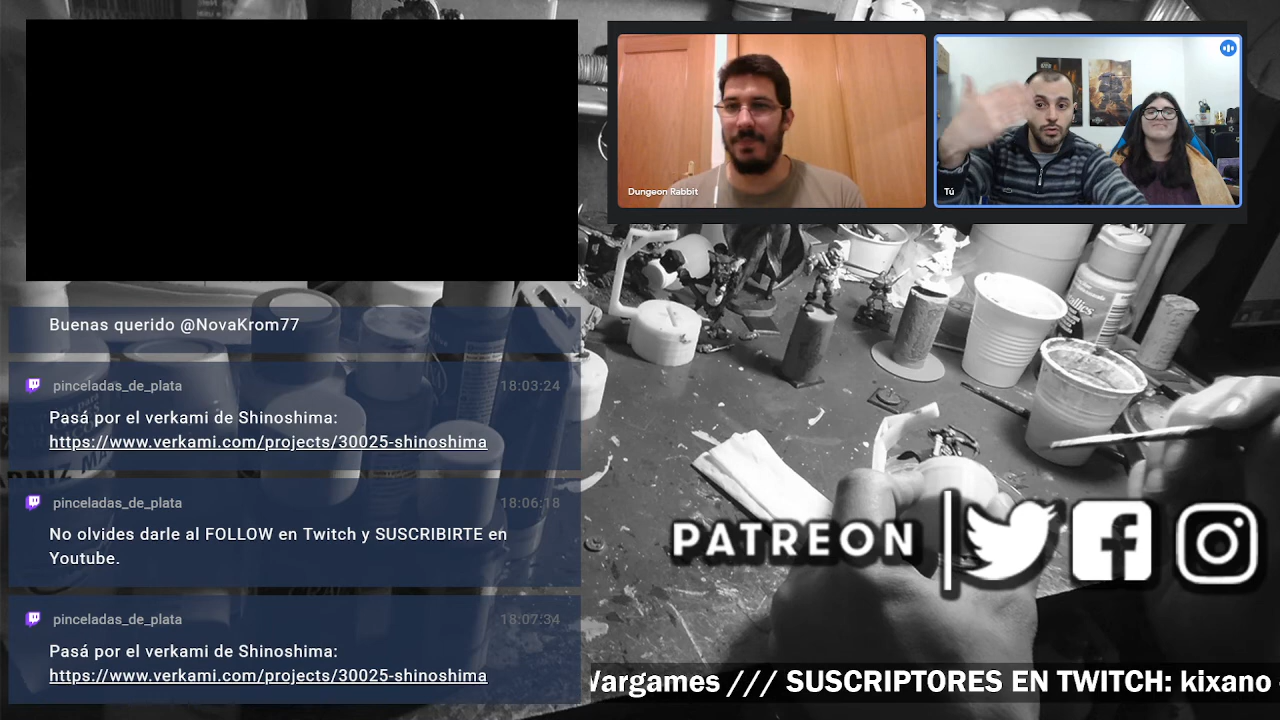 Dungeon Rabbit
Tú
Buenas querido @NovaKrom77
pinceladas_de_plata
18:03:24
Pasá por el verkami de Shinoshima:
https://www.verkami.com/projects/30025-shinoshima
pinceladas_de_plata
18:06:18
No olvides darle al FOLLOW en Twitch y SUSCRIBIRTE en
Youtube.
pinceladas_de_plata
18:07:34
Pasá por el verkami de Shinoshima:
https://www.verkami.com/projects/30025-shinoshima
PATREON
Wargames /// SUSCRIPTORES EN TWITCH: kixano